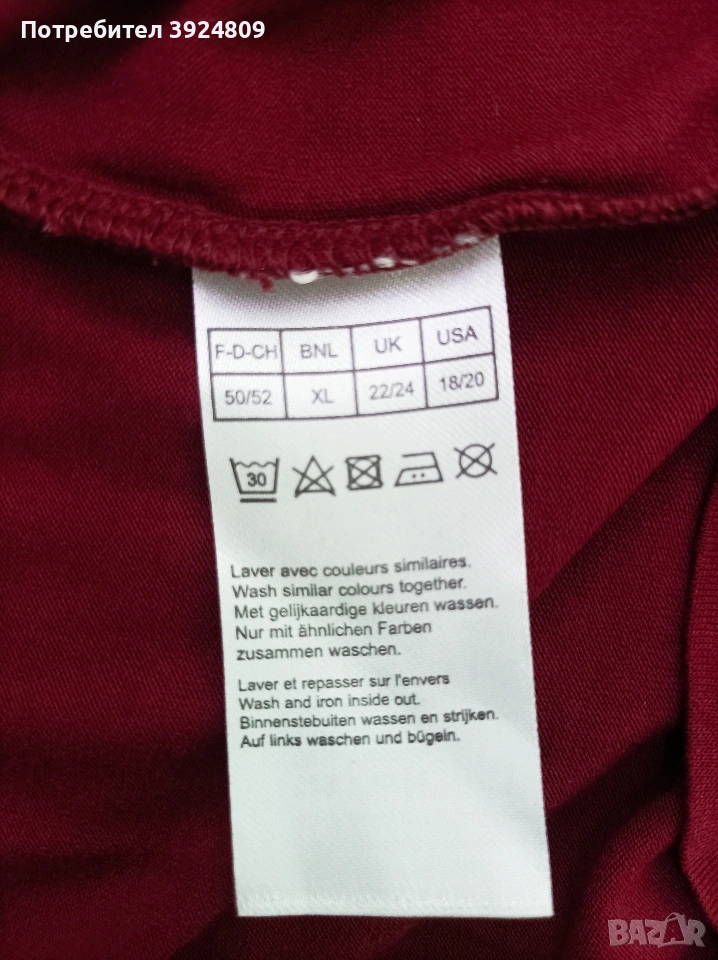 Потребител 3924809
F-D-CH BNL UK USA
50/52 XL 22/24 18/20
30
Laver avec couleurs similaires.
Wash similar colours together.
Met gelijkaardige kleuren wassen.
Nur mit ähnlichen Farben
zusammen waschen.
Laver et repasser sur l'envers
Wash and iron inside out.
Binnenstebuiten wassen en strijken.
Auf links waschen und bügeln.
BAZAR